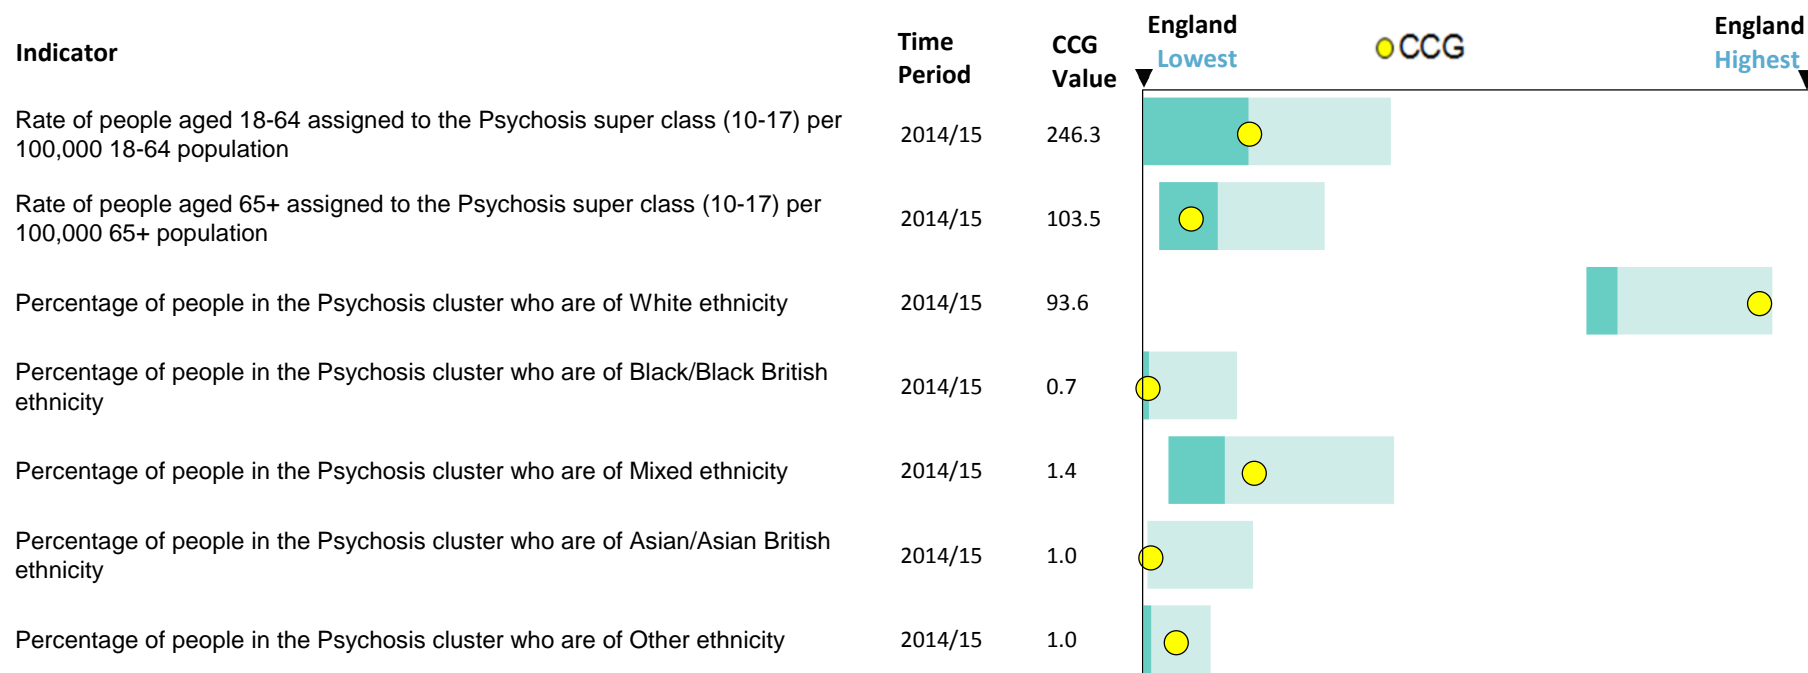 Indicator
Time
Period
CCG
Value
England
Lowest
CCG
England
Highest
Rate of people aged 18-64 assigned to the Psychosis super class (10-17) per
100,000 18-64 population
2014/15
246.3
Rate of people aged 65+ assigned to the Psychosis super class (10-17) per
100,000 65+ population
2014/15
103.5
Percentage of people in the Psychosis cluster who are of White ethnicity
2014/15
93.6
Percentage of people in the Psychosis cluster who are of Black/Black British
ethnicity
2014/15
0.7
Percentage of people in the Psychosis cluster who are of Mixed ethnicity
2014/15
1.4
Percentage of people in the Psychosis cluster who are of Asian/Asian British
ethnicity
2014/15
1.0
Percentage of people in the Psychosis cluster who are of Other ethnicity
2014/15
1.0